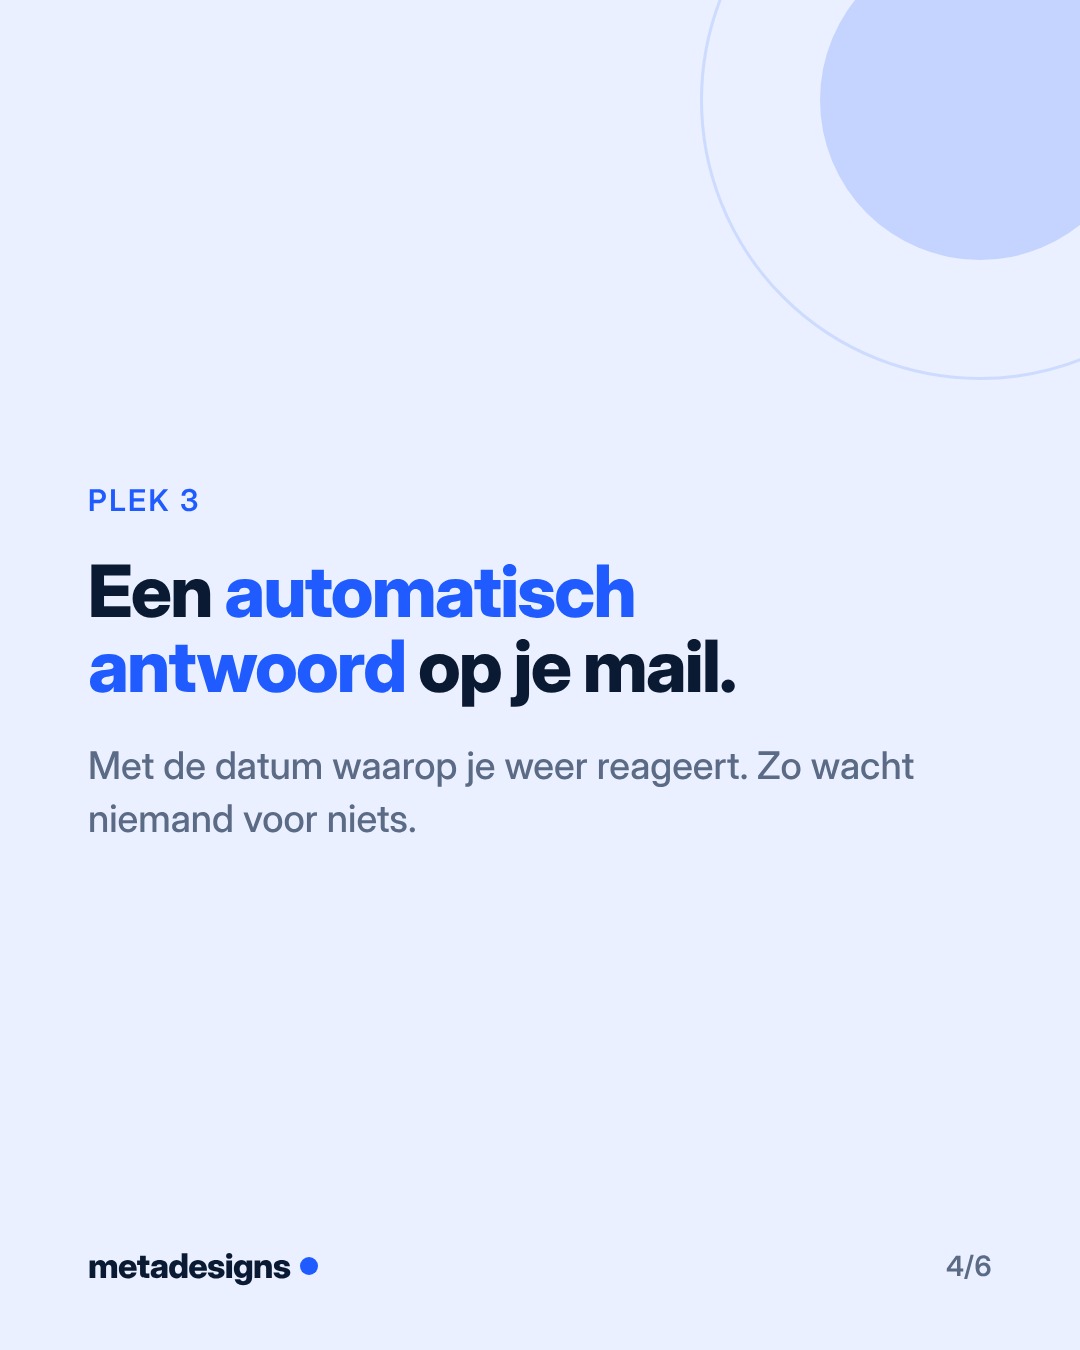 PLEK 3
Een automatisch
antwoord op je mail.
Met de datum waarop je weer reageert. Zo wacht
niemand voor niets.
metadesigns
4/6